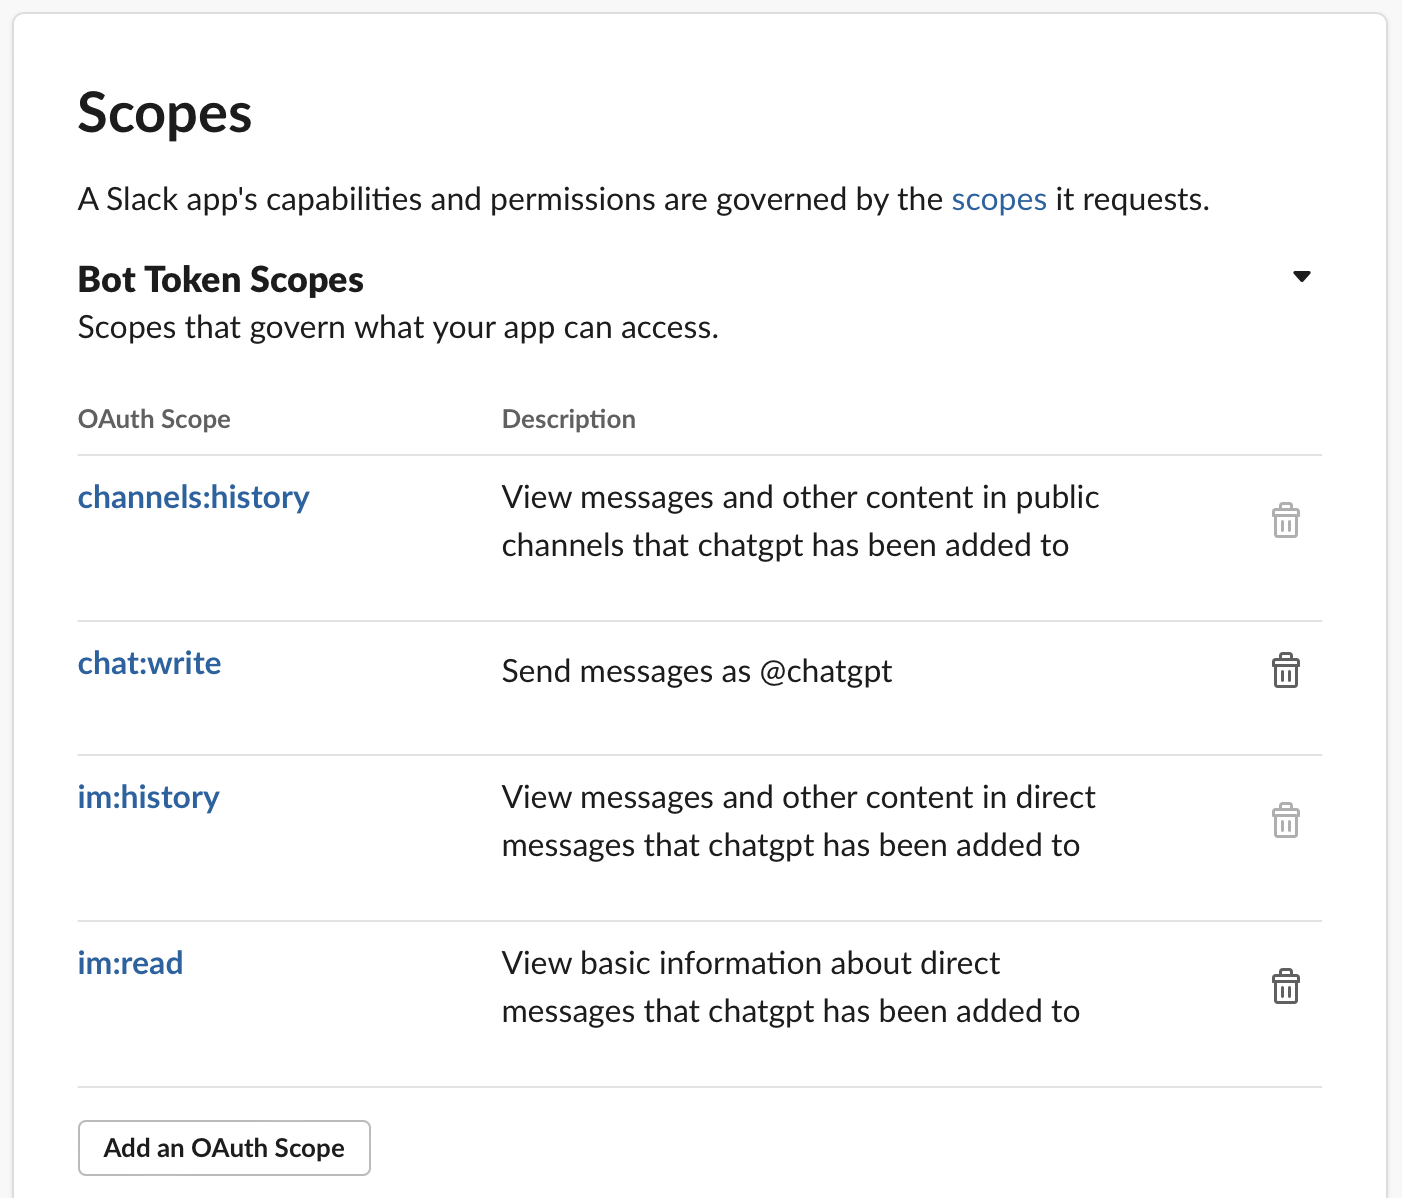 Scopes
A Slack app's capabilities and permissions are governed by the scopes it requests.
Bot Token Scopes
Scopes that govern what your app can access.
OAuth Scope Description
channels:history View messages and other content in public
channels that chatgpt has been added to
chat:write Send messages as @chatgpt
im:history View messages and other content in direct
messages that chatgpt has been added to
im:read View basic information about direct
messages that chatgpt has been added to
Add an OAuth Scope